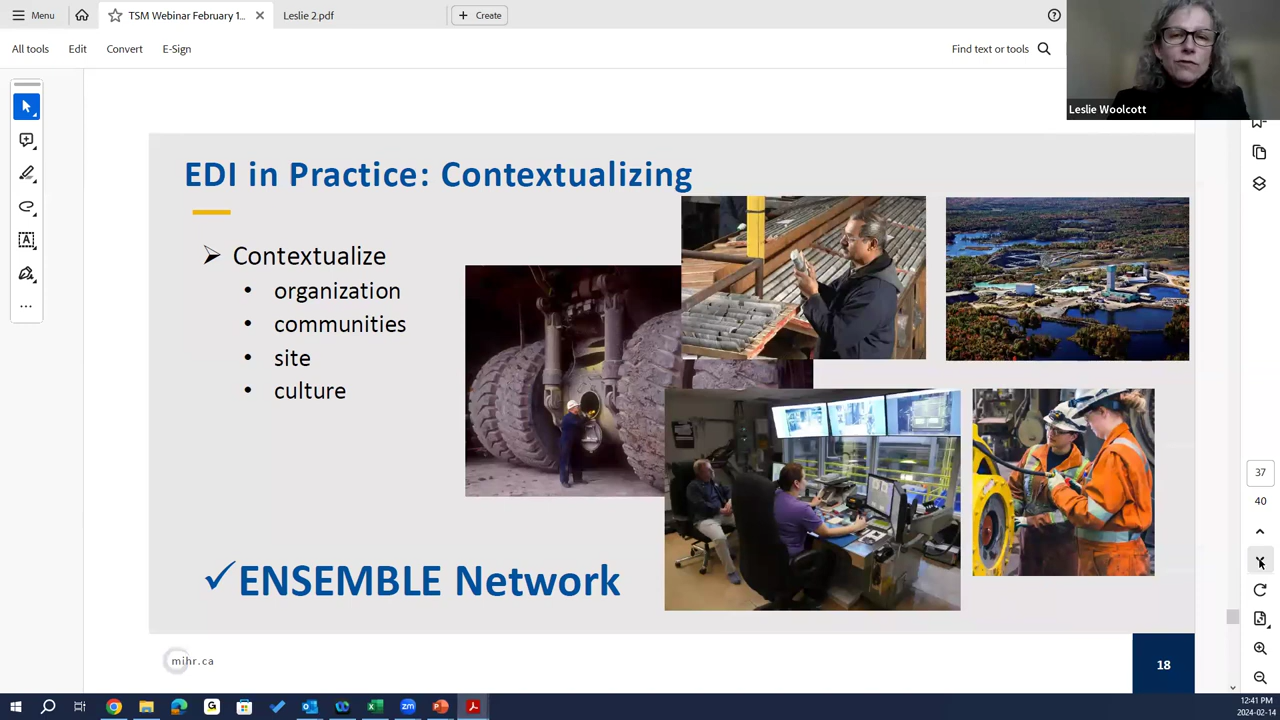 Menu
TSM Webinar February 1...
Leslie 2.pdf
Create
All tools
Edit
Convert
E-Sign
Find text or tools
Leslie Woolcott
EDI in Practice: Contextualizing
Contextualize
organization
communities
site
culture
ENSEMBLE Network
mihr.ca
18
37
40
12:41 PM
2024-02-14